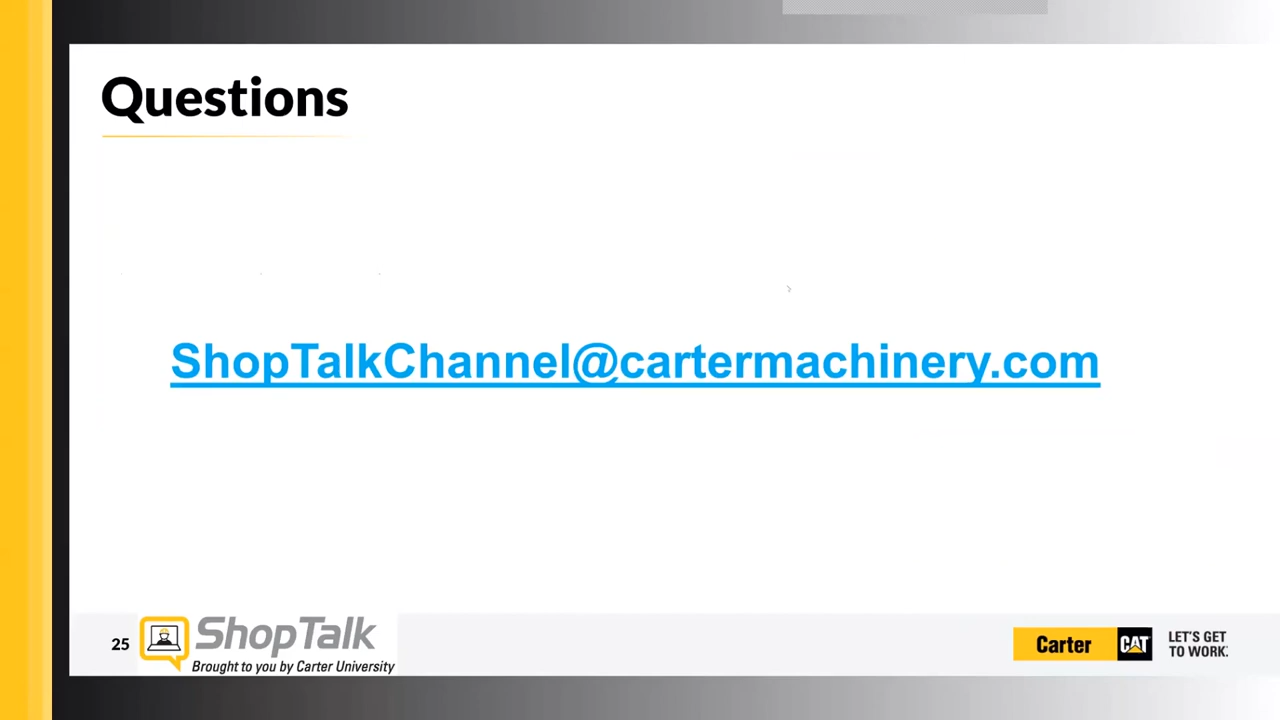 Questions
ShopTalkChannel@cartermachinery.com
25
ShopTalk
Brought to you by Carter University
Carter
CAT
LET'S GET
TO WORK.